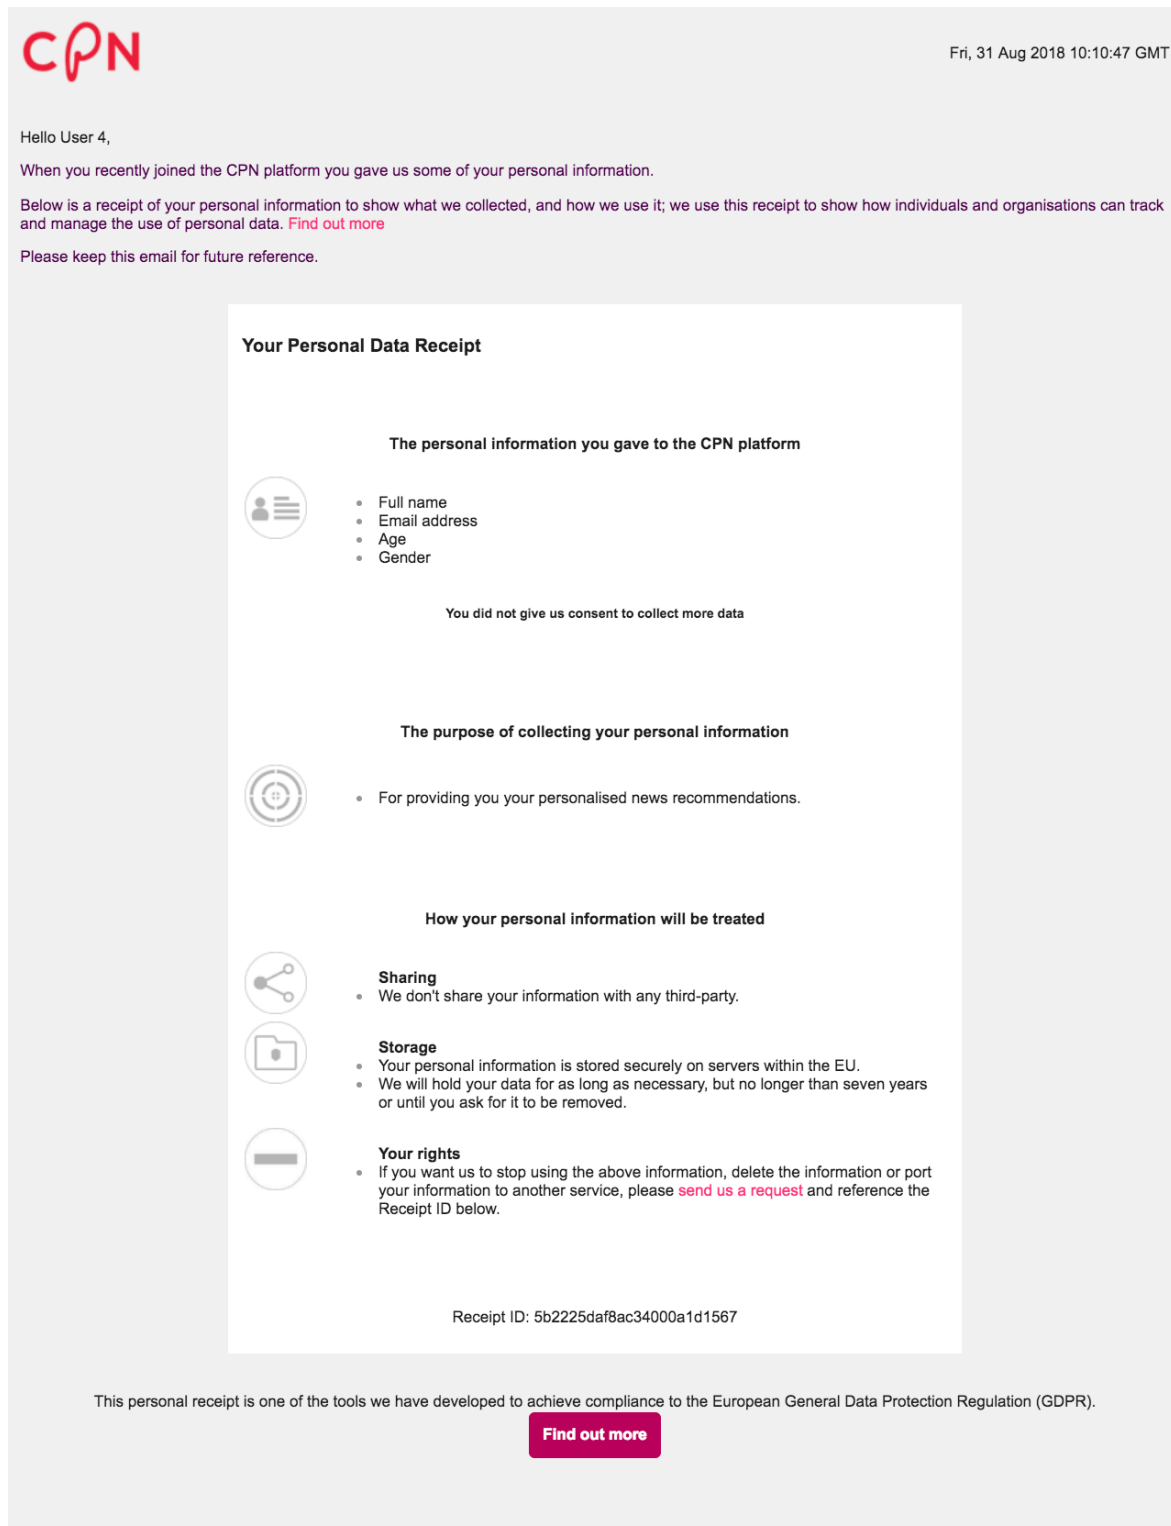 CPN
Fri, 31 Aug 2018 10:10:47 GMT
Hello User 4,
When you recently joined the CPN platform you gave us some of your personal information.
Below is a receipt of your personal information to show what we collected, and how we use it; we use this receipt to show how individuals and organisations can track
and manage the use of personal data. Find out more
Please keep this email for future reference.
Your Personal Data Receipt
The personal information you gave to the CPN platform
• Full name
• Email address
• Age
• Gender
You did not give us consent to collect more data
The purpose of collecting your personal information
• For providing you your personalised news recommendations.
How your personal information will be treated
Sharing
• We don't share your information with any third-party.
Storage
• Your personal information is stored securely on servers within the EU.
• We will hold your data for as long as necessary, but no longer than seven years
or until you ask for it to be removed.
Your rights
• If you want us to stop using the above information, delete the information or port
your information to another service, please send us a request and reference the
Receipt ID below.
Receipt ID: 5b2225daf8ac34000a1d1567
This personal receipt is one of the tools we have developed to achieve compliance to the European General Data Protection Regulation (GDPR).
Find out more